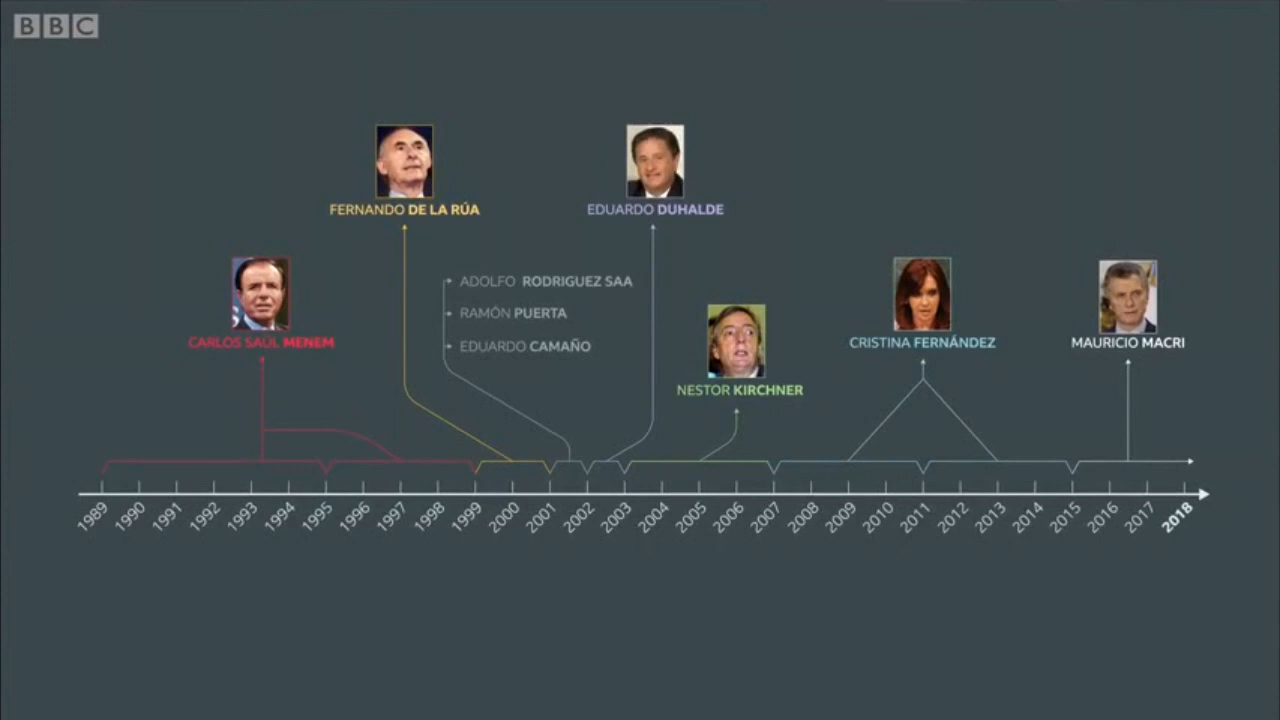 BBC
FERNANDO DE LA RÚA
EDUARDO DUHALDE
ADOLFO RODRIGUEZ SAA
RAMÓN PUERTA
EDUARDO CAMAÑO
CARLOS SAÚL MENEM
NESTOR KIRCHNER
CRISTINA FERNÁNDEZ
MAURICIO MACRI
1989 1990 1991 1992 1993 1994 1995 1996 1997 1998 1999 2000 2001 2002 2003 2004 2005 2006 2007 2008 2009 2010 2011 2012 2013 2014 2015 2016 2017 2018